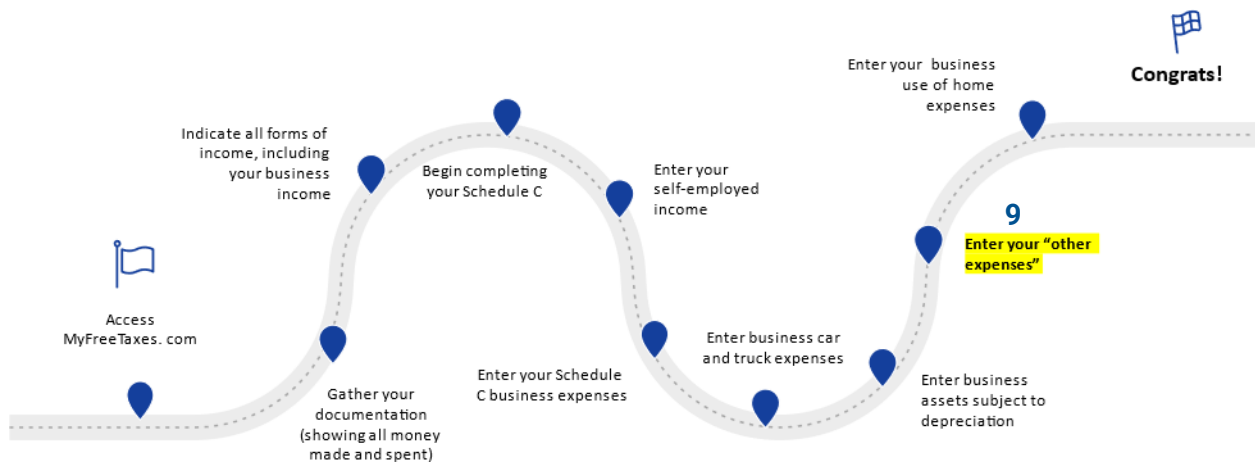 Access
MyFreeTaxes. com
Gather your
documentation
(showing all money
made and spent)
Indicate all forms of
income, including
your business
income
Begin completing
your Schedule C
Enter your
self-employed
income
Enter your Schedule
C business expenses
Enter business car
and truck expenses
Enter business
assets subject to
depreciation
9
Enter your “other
expenses”
Enter your business
use of home
expenses
Congrats!